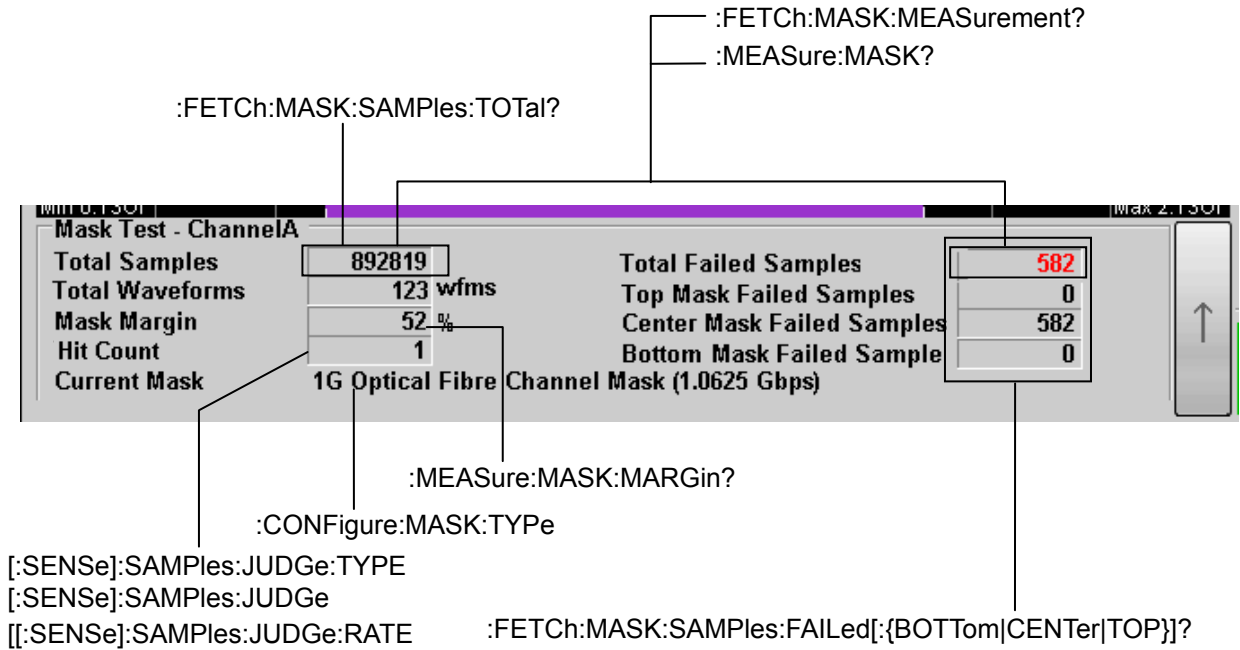 :FETCh:MASK:MEASurement?
:MEASure:MASK?
:FETCh:MASK:SAMPles:TOTal?
Mask Test - ChannelA
Total Samples 892819 Total Failed Samples 582
Total Waveforms 123 wfms Top Mask Failed Samples 0
Mask Margin 52 % Center Mask Failed Samples 582
Hit Count 1 Bottom Mask Failed Sample 0
Current Mask 1G Optical Fibre Channel Mask (1.0625 Gbps)
:MEASure:MASK:MARGin?
:CONFigure:MASK:TYPe
[:SENSe]:SAMPles:JUDGe:TYPE
[:SENSe]:SAMPles:JUDGe
[[:SENSe]:SAMPles:JUDGe:RATE
:FETCh:MASK:SAMPles:FAILed[:{BOTTom|CENTer|TOP}]?